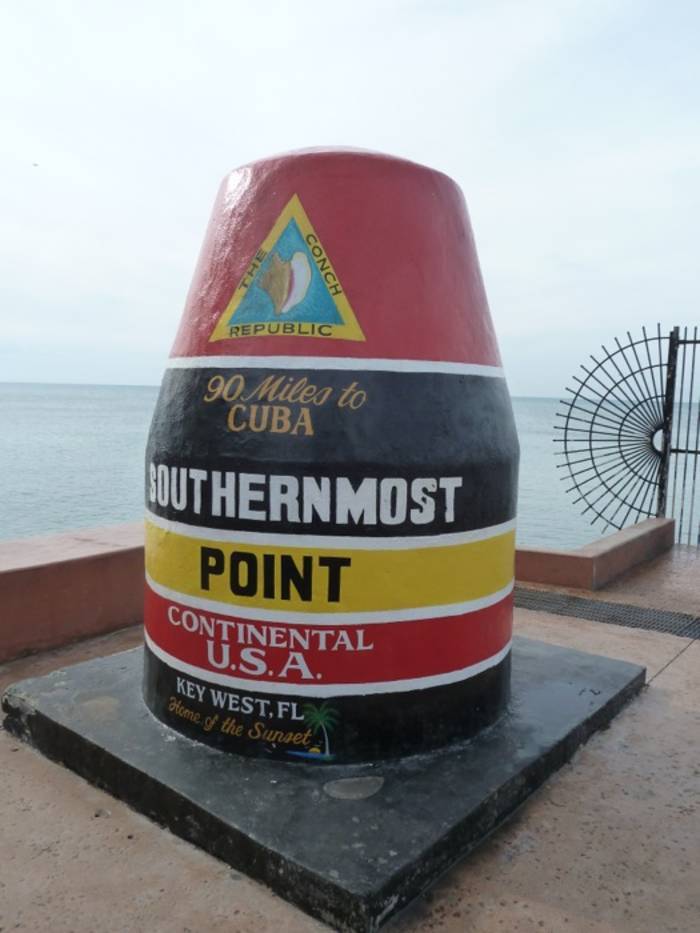 THE CONCH
REPUBLIC
90 Miles to
CUBA
SOUTHERNMOST
POINT
CONTINENTAL
U.S.A.
KEY WEST, FL
Home of the Sunset